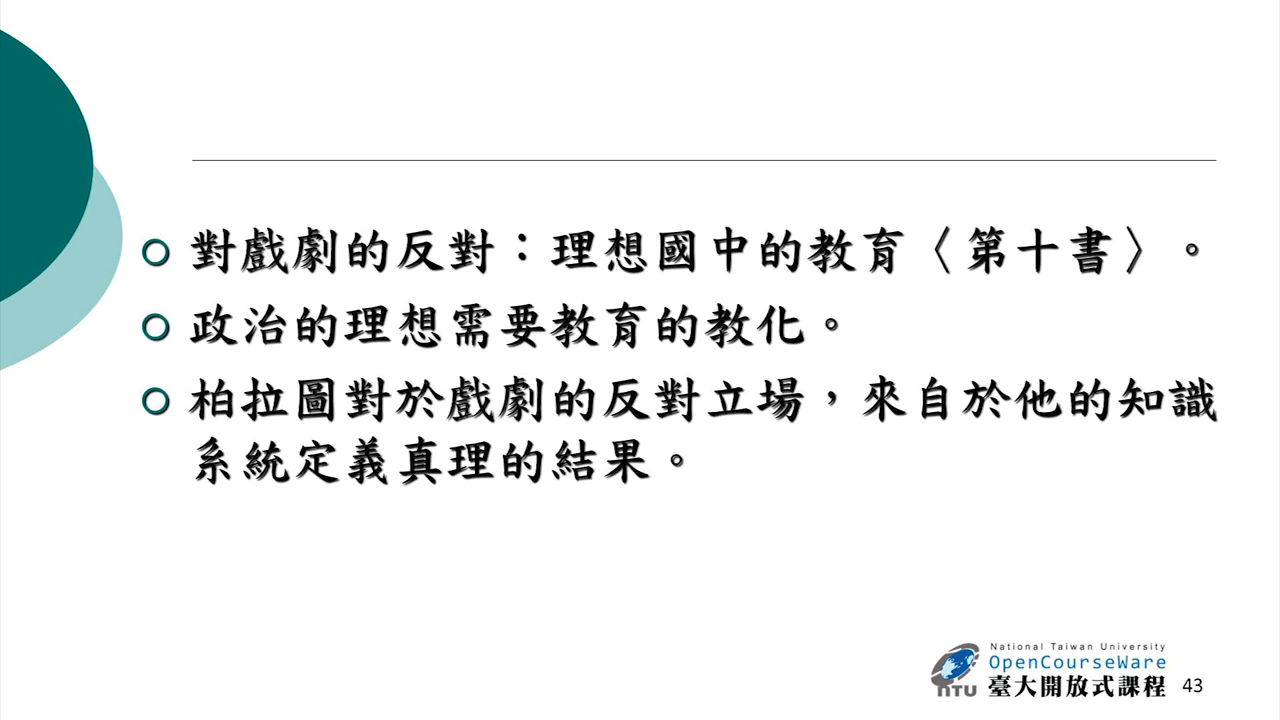 對戲劇的反對：理想國中的教育〈第十書〉。
政治的理想需要教育的教化。
柏拉圖對於戲劇的反對立場，來自於他的知識
系統定義真理的結果。
National Taiwan University
OpenCourseWare
NTU 臺大開放式課程 43